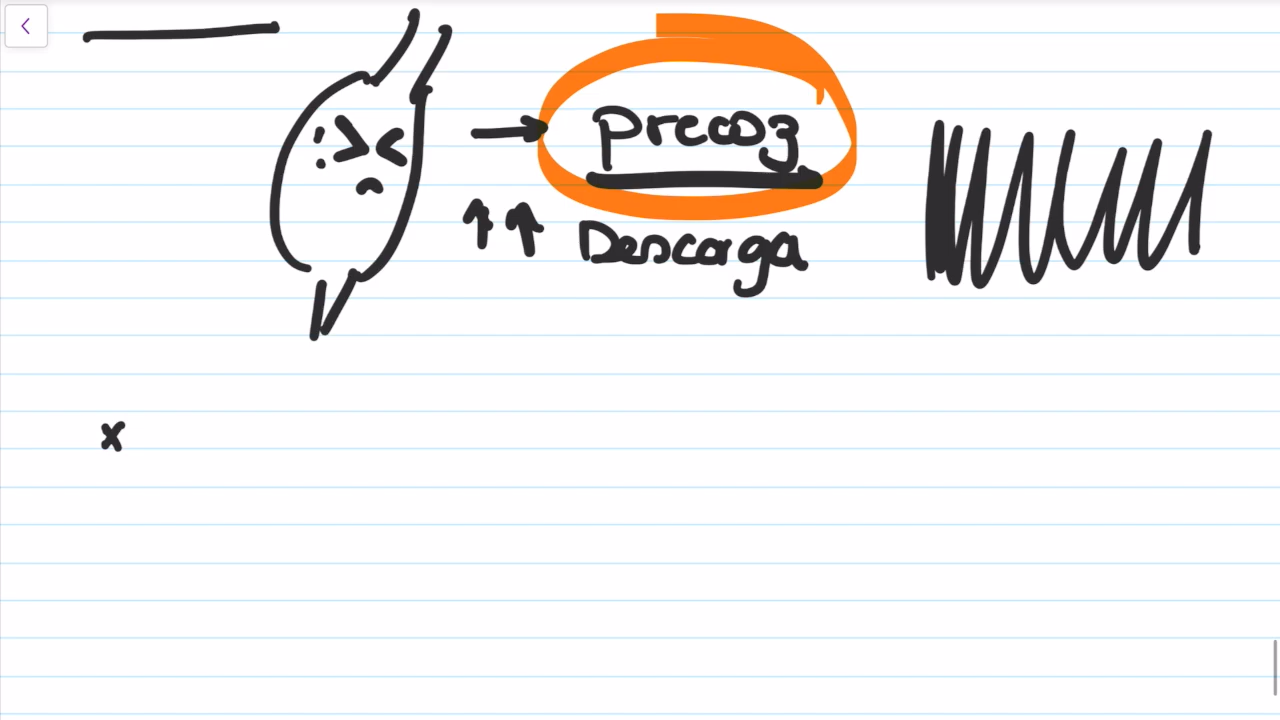 → precoz
↑↑ Descarga
x